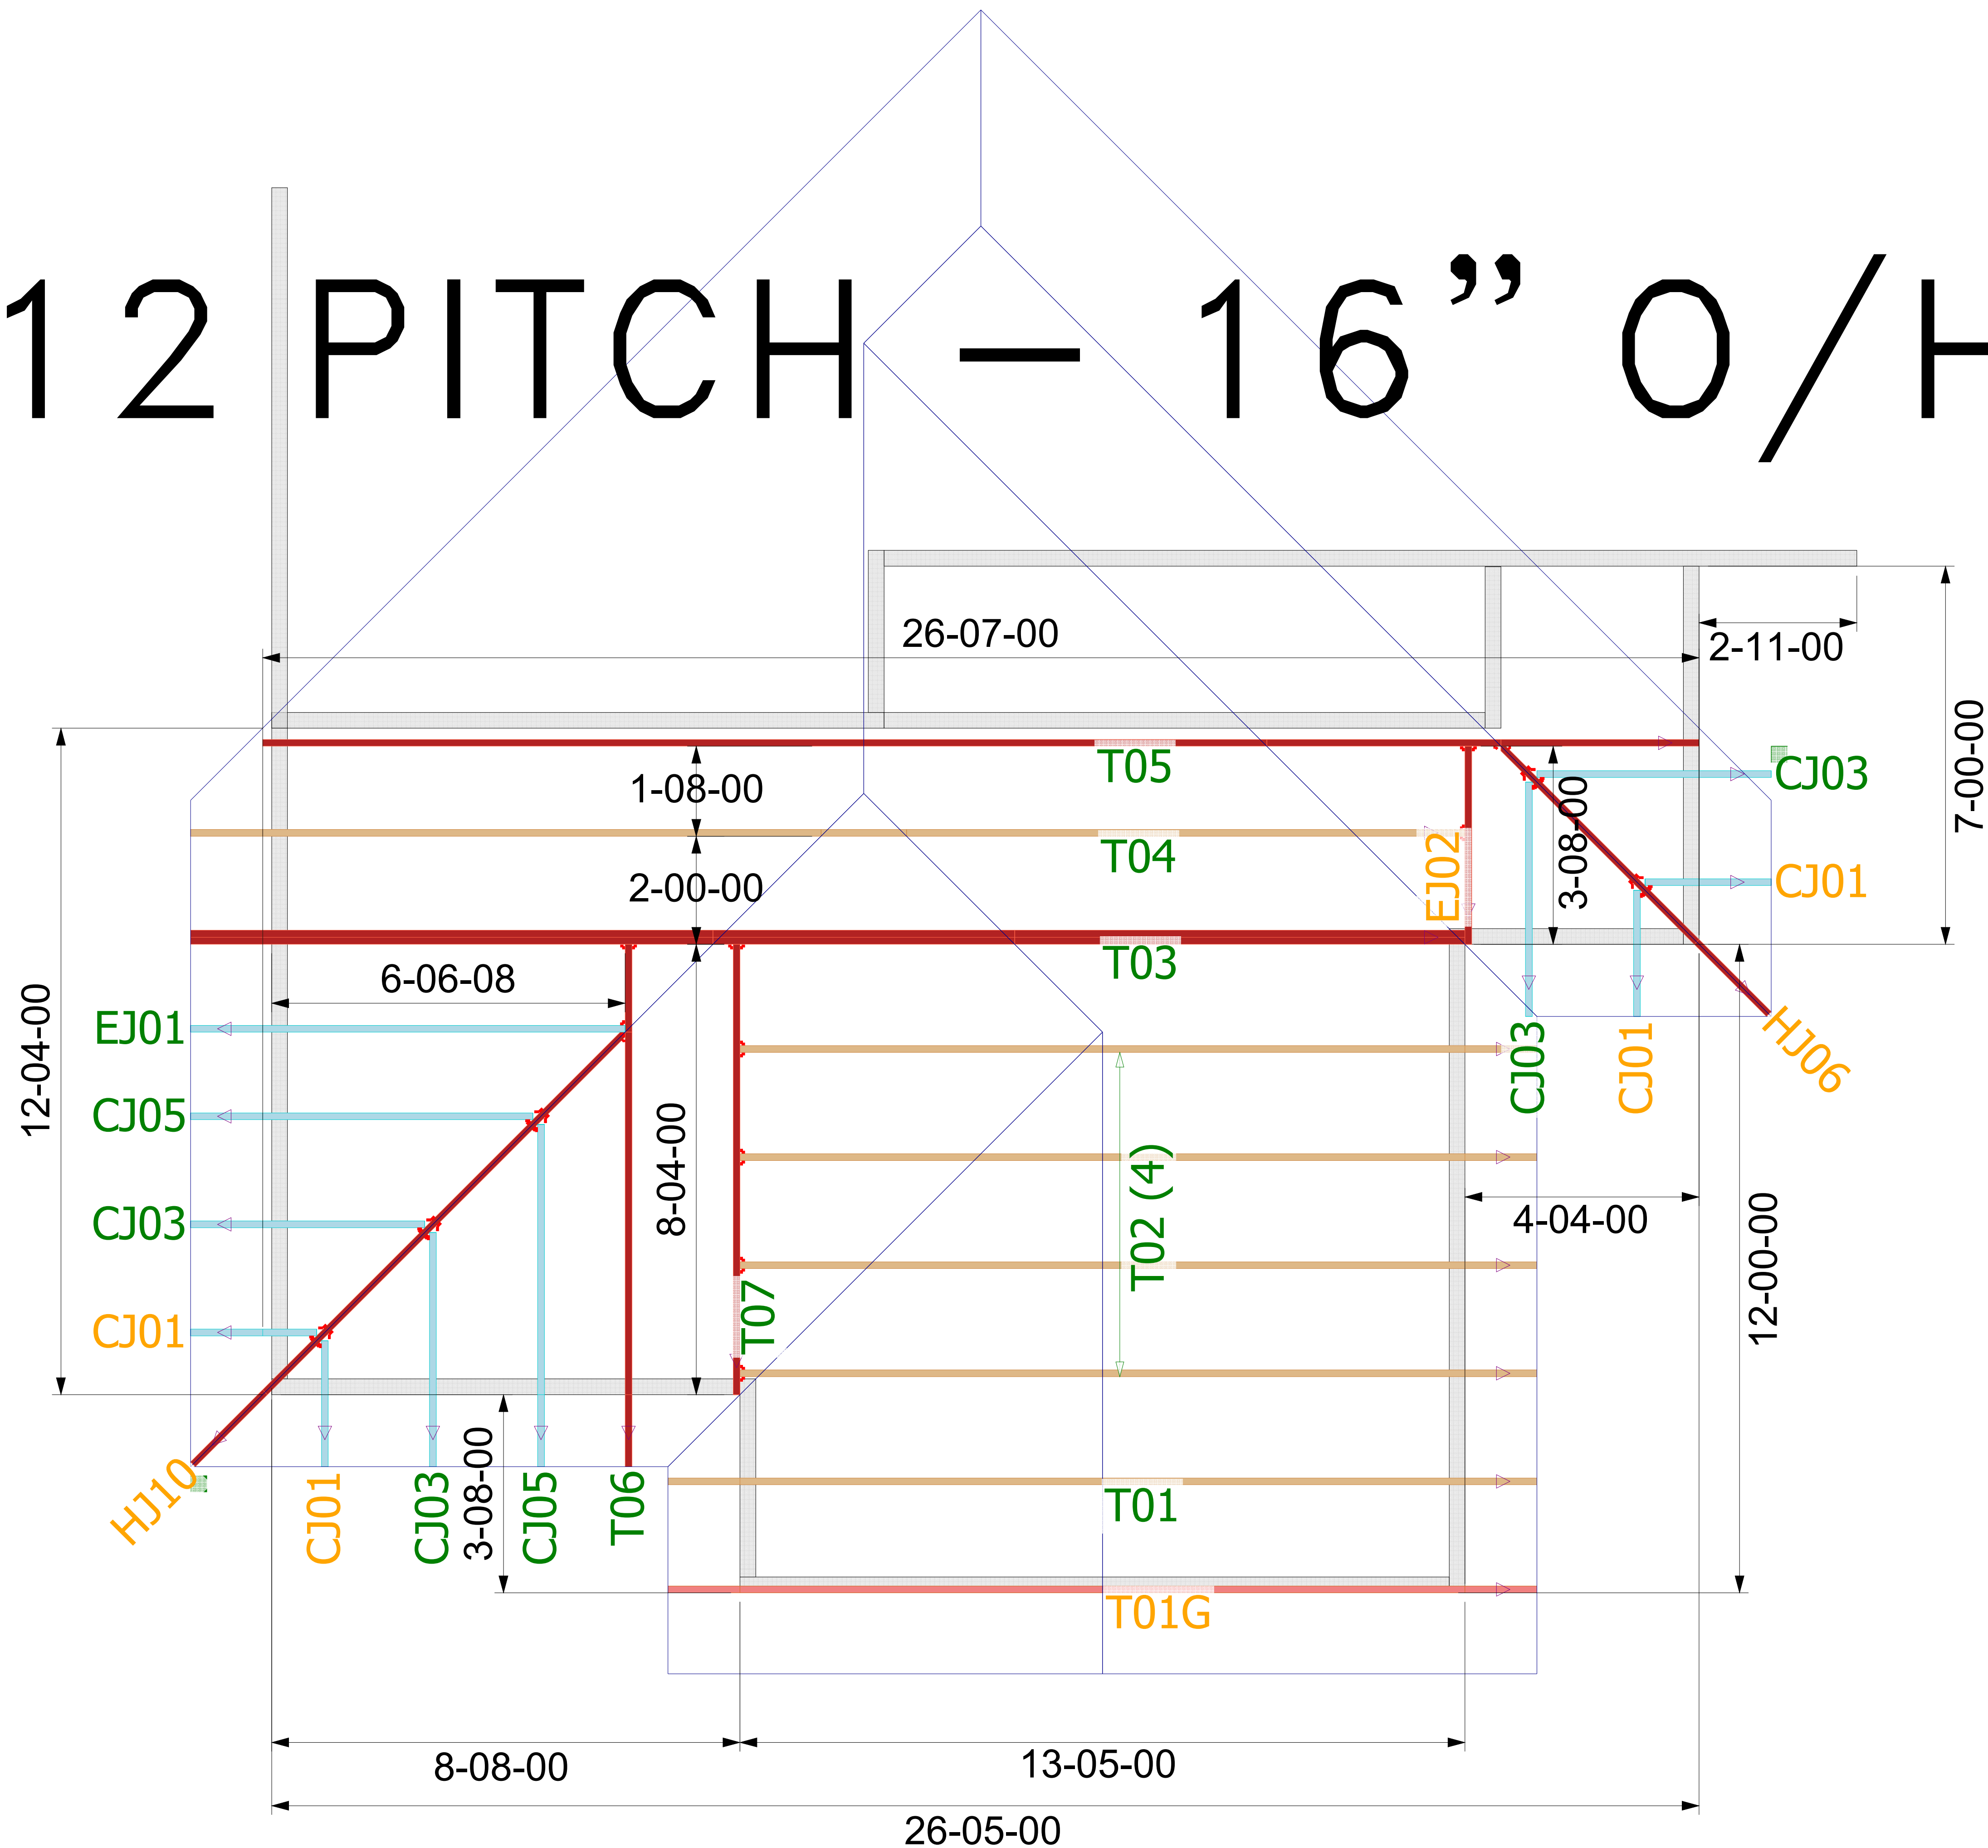 12 PITCH – 16” O/H
26-07-00
2-11-00
7-00-00
T05
CJ03
1-08-00
3-08-00
T04
EJ02
CJ01
2-00-00
T03
6-06-08
12-04-00
EJ01
CJ03
CJ01
HJ06
CJ05
8-04-00
T02 (4)
CJ03
4-04-00
12-00-00
CJ01
T07
HJ10
CJ01
CJ03
3-08-00
CJ05
T06
T01
T01G
8-08-00
13-05-00
26-05-00